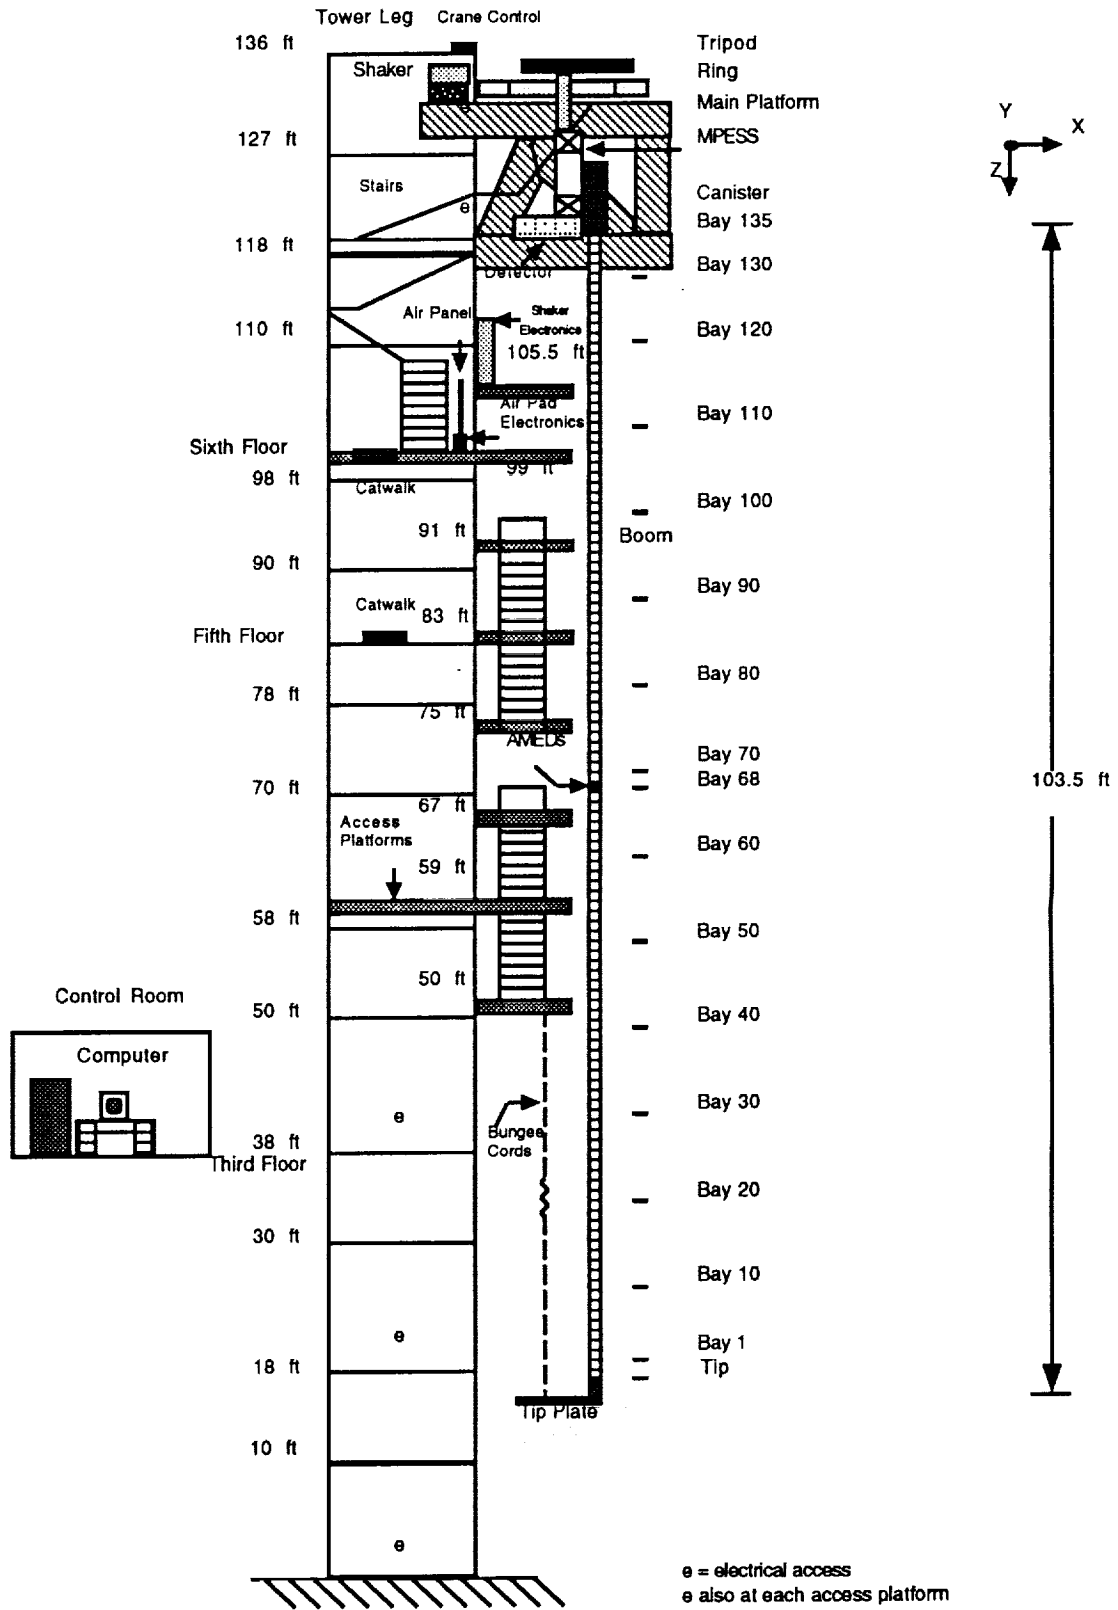 Tower Leg
Crane Control
136 ft
Shaker
e
127 ft
Stairs
e
118 ft
Detector
Air Panel
Shaker
Electronics
110 ft
105.5 ft
Air Pad
Electronics
Sixth Floor
99 ft
98 ft
Catwalk
91 ft
90 ft
Catwalk
83 ft
Fifth Floor
78 ft
75 ft
AMEDs
70 ft
67 ft
Access
Platforms
59 ft
58 ft
50 ft
50 ft
Control Room
Computer
e
Bungee
Cords
38 ft
Third Floor
30 ft
e
18 ft
Tip Plate
10 ft
e
Boom
Tripod
Ring
Main Platform
MPESS
Canister
Bay 135
Bay 130
Bay 120
Bay 110
Bay 100
Bay 90
Bay 80
Bay 70
Bay 68
Bay 60
Bay 50
Bay 40
Bay 30
Bay 20
Bay 10
Bay 1
Tip
Y
X
Z
103.5 ft
e = electrical access
e also at each access platform